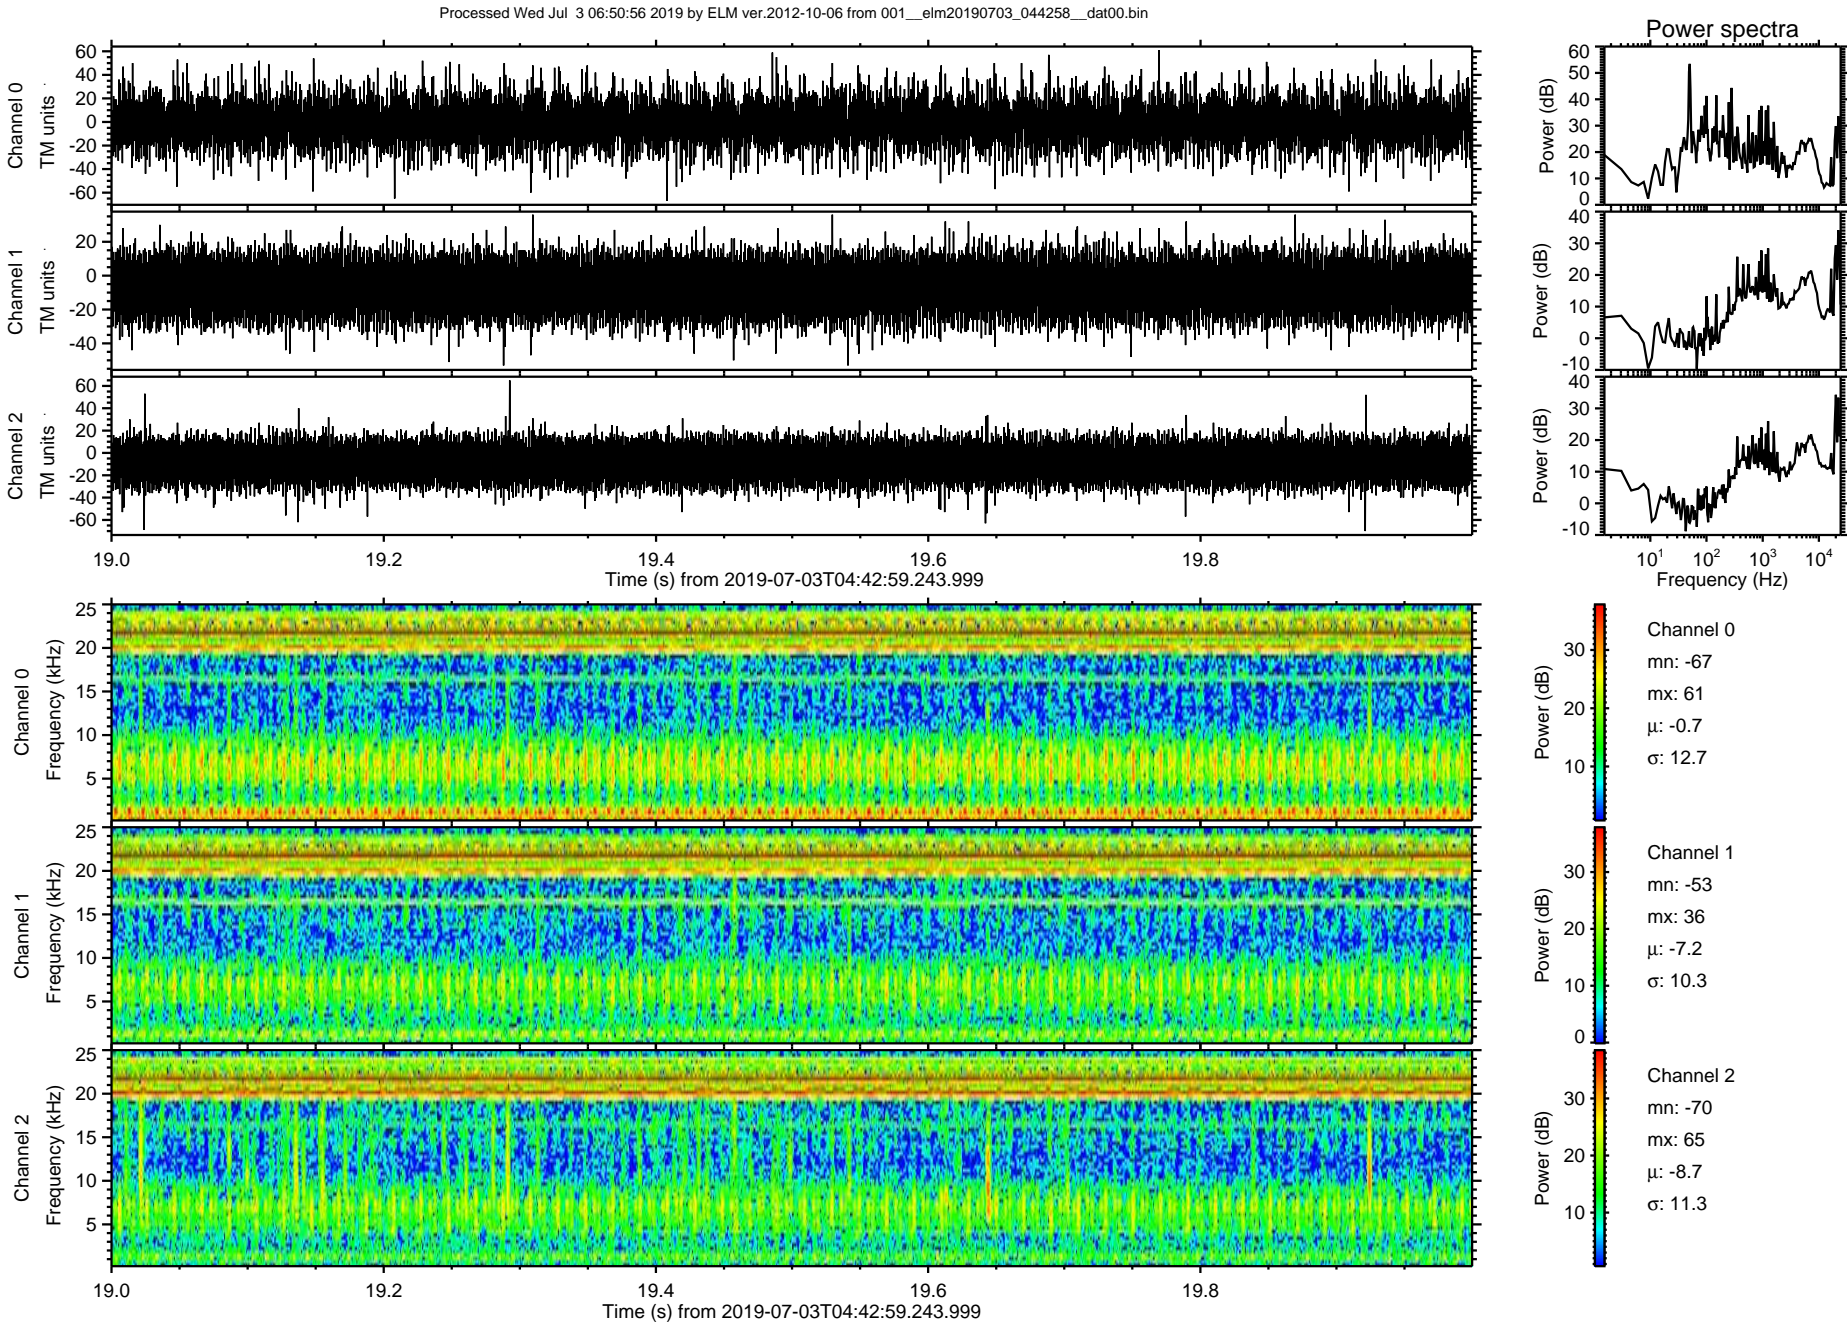 Processed Wed Jul  3 06:50:56 2019 by ELM ver.2012-10-06 from 001__elm20190703_044258__dat00.bin
Power spectra
Channel 0
TM units
60
40
20
0
-20
-40
-60
Power (dB)
60
50
40
30
20
10
0
Channel 1
TM units
20
0
-20
-40
Power (dB)
40
30
20
10
0
-10
Channel 2
TM units
60
40
20
0
-20
-40
-60
Power (dB)
40
30
20
10
0
-10
19.0 19.2 19.4 19.6 19.8
Time (s) from 2019-07-03T04:42:59.243.999
10¹ 10² 10³ 10⁴
Frequency (Hz)
Channel 0
Frequency (kHz)
25
20
15
10
5
Power (dB)
30
20
10
Channel 0
mn: -67
mx: 61
μ: -0.7
σ: 12.7
Channel 1
Frequency (kHz)
25
20
15
10
5
Power (dB)
30
20
10
0
Channel 1
mn: -53
mx: 36
μ: -7.2
σ: 10.3
Channel 2
Frequency (kHz)
25
20
15
10
5
Power (dB)
30
20
10
Channel 2
mn: -70
mx: 65
μ: -8.7
σ: 11.3
19.0 19.2 19.4 19.6 19.8
Time (s) from 2019-07-03T04:42:59.243.999